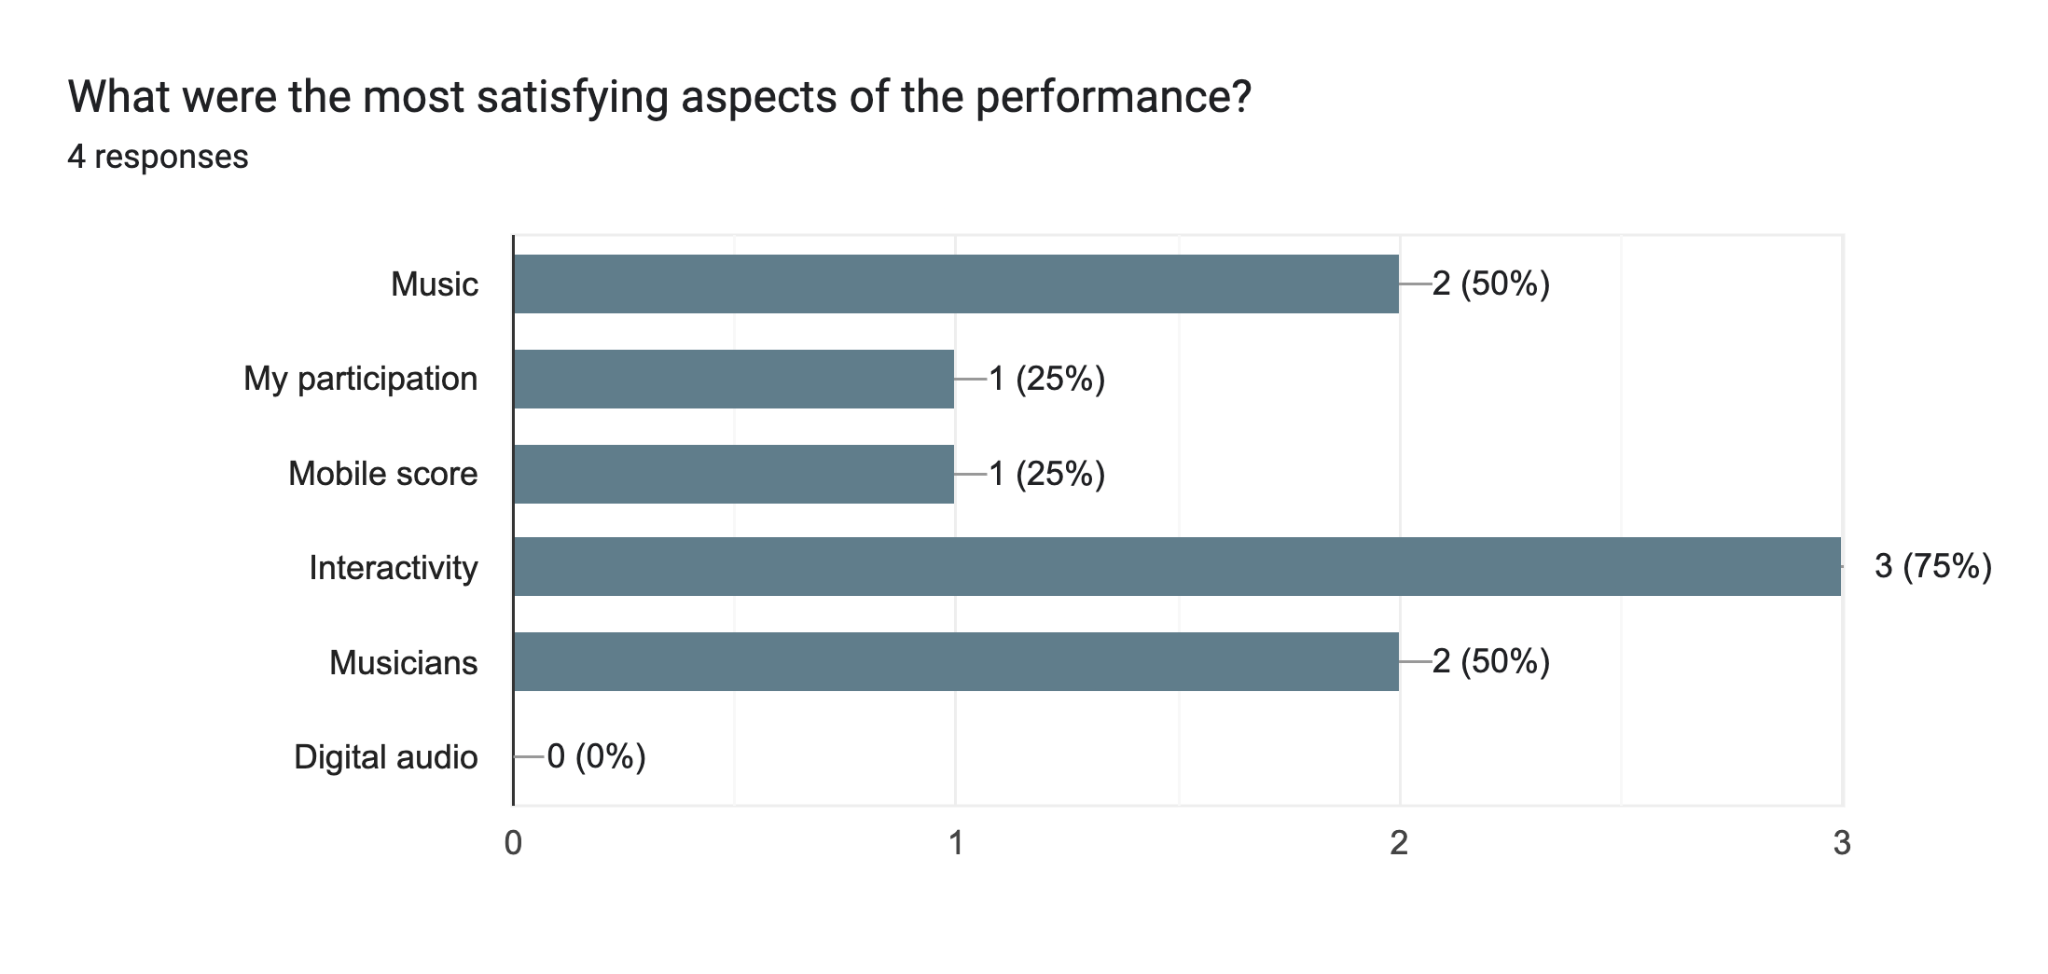 What were the most satisfying aspects of the performance?
4 responses
Music
2 (50%)
My participation
1 (25%)
Mobile score
1 (25%)
Interactivity
3 (75%)
Musicians
2 (50%)
Digital audio
0 (0%)
0 1 2 3